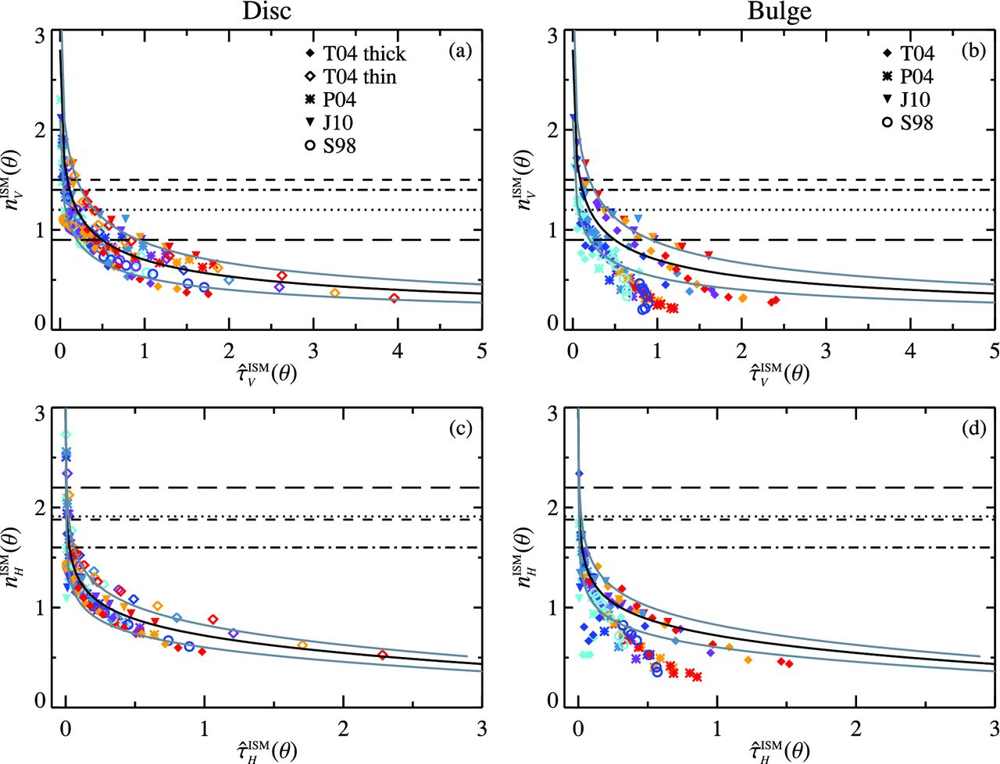 Disc
Bulge
3
2
1
0
n_V^ISM(θ)
(a)
T04 thick
T04 thin
P04
J10
S98
0 1 2 3 4 5
τ̂_V^ISM(θ)
3
2
1
0
n_V^ISM(θ)
(b)
T04
P04
J10
S98
0 1 2 3 4 5
τ̂_V^ISM(θ)
3
2
1
0
n_H^ISM(θ)
(c)
0 1 2 3
τ̂_H^ISM(θ)
3
2
1
0
n_H^ISM(θ)
(d)
0 1 2 3
τ̂_H^ISM(θ)